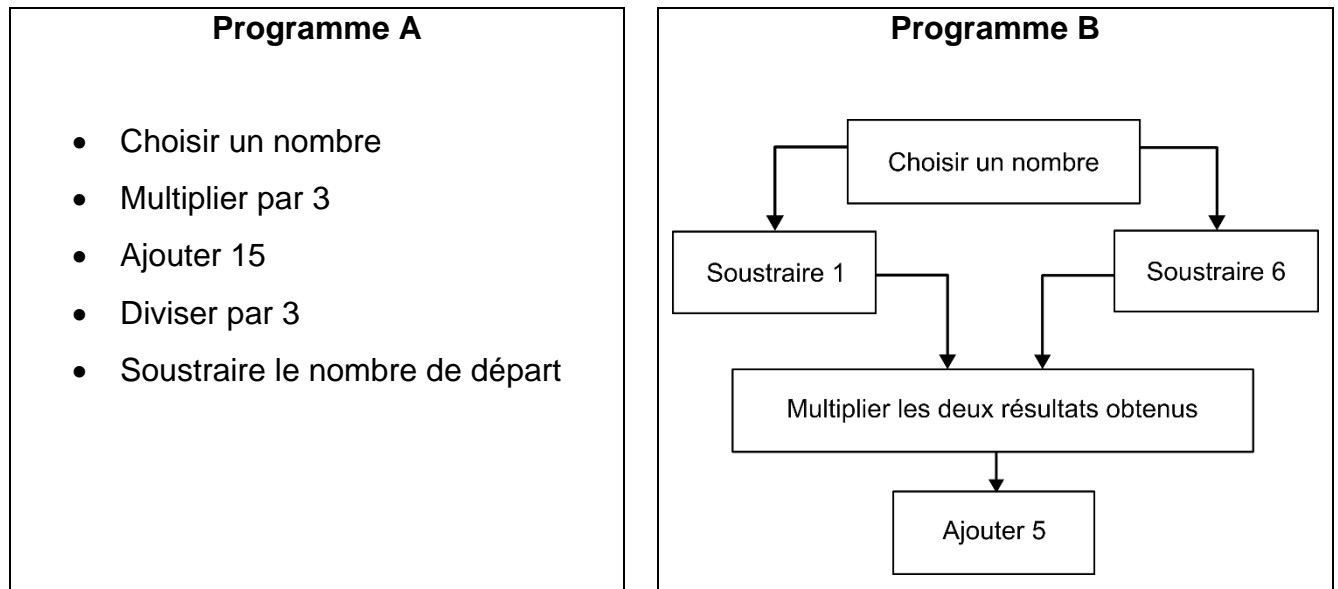 Programme A
• Choisir un nombre
• Multiplier par 3
• Ajouter 15
• Diviser par 3
• Soustraire le nombre de départ
Programme B
Choisir un nombre
Soustraire 1
Soustraire 6
Multiplier les deux résultats obtenus
Ajouter 5